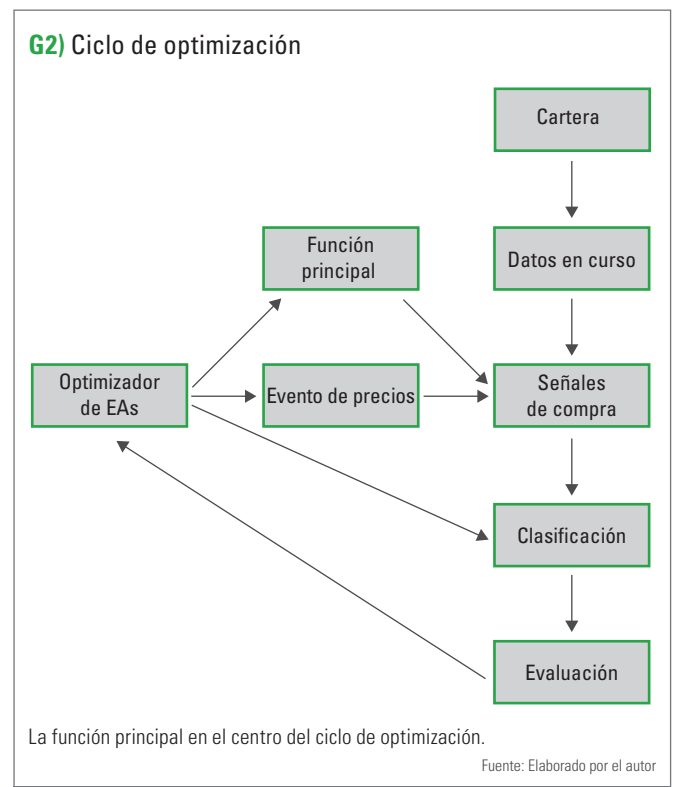 G2) Ciclo de optimización
Cartera
Función
principal
Datos en curso
Optimizador
de EAs
Evento de precios
Señales
de compra
Clasificación
Evaluación
La función principal en el centro del ciclo de optimización.
Fuente: Elaborado por el autor